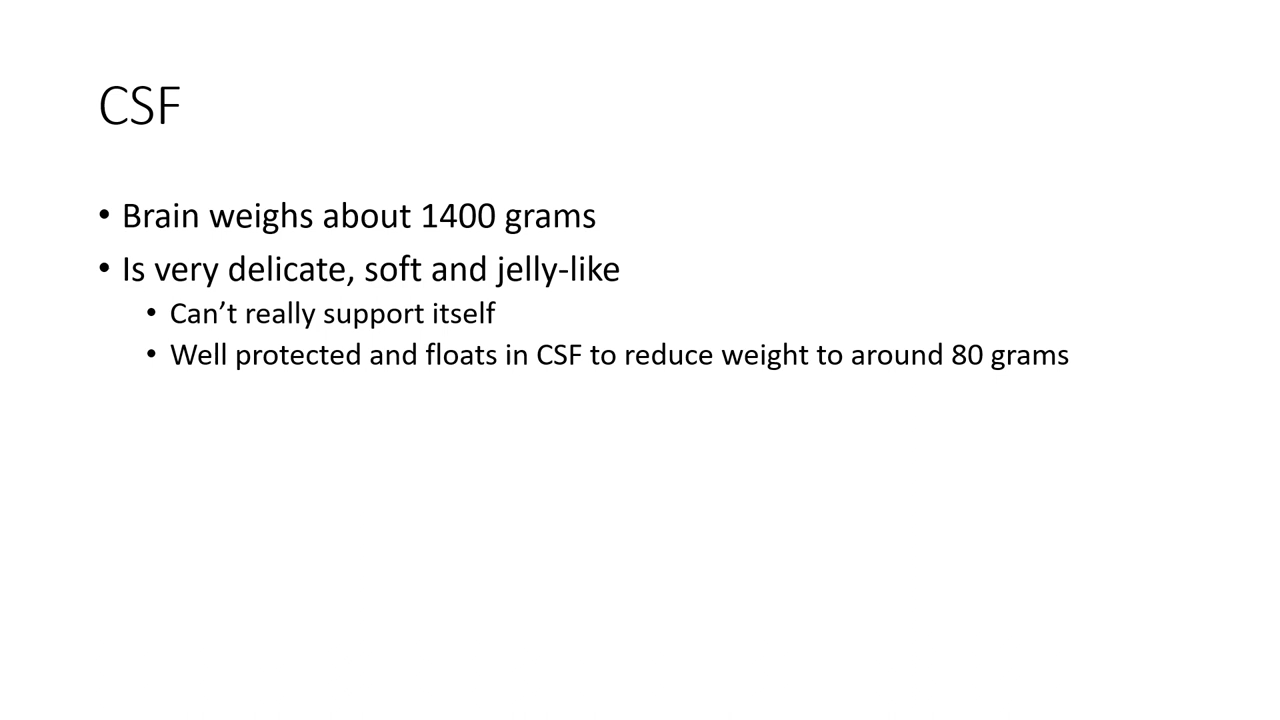 CSF
• Brain weighs about 1400 grams
• Is very delicate, soft and jelly-like
• Can’t really support itself
• Well protected and floats in CSF to reduce weight to around 80 grams